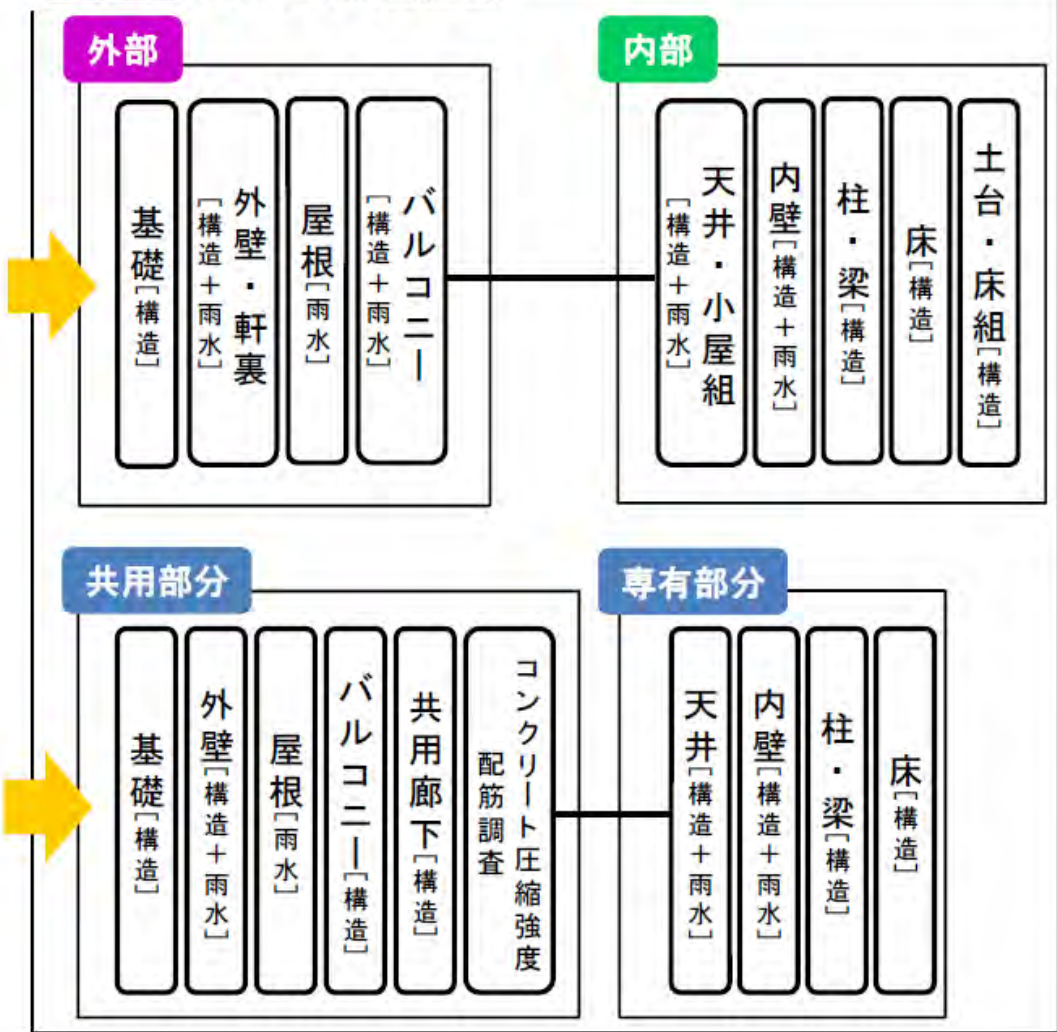 外部
基礎[構造]
外壁・軒裏
[構造+雨水]
屋根[雨水]
バルコニー
[構造+雨水]
内部
天井・小屋組
[構造+雨水]
内壁[構造+雨水]
柱・梁[構造]
床[構造]
土台・床組[構造]
共用部分
基礎[構造]
外壁[構造+雨水]
屋根[雨水]
バルコニー[構造]
共用廊下[構造]
コンクリート圧縮強度
配筋調査
専有部分
天井[構造+雨水]
内壁[構造+雨水]
柱・梁[構造]
床[構造]